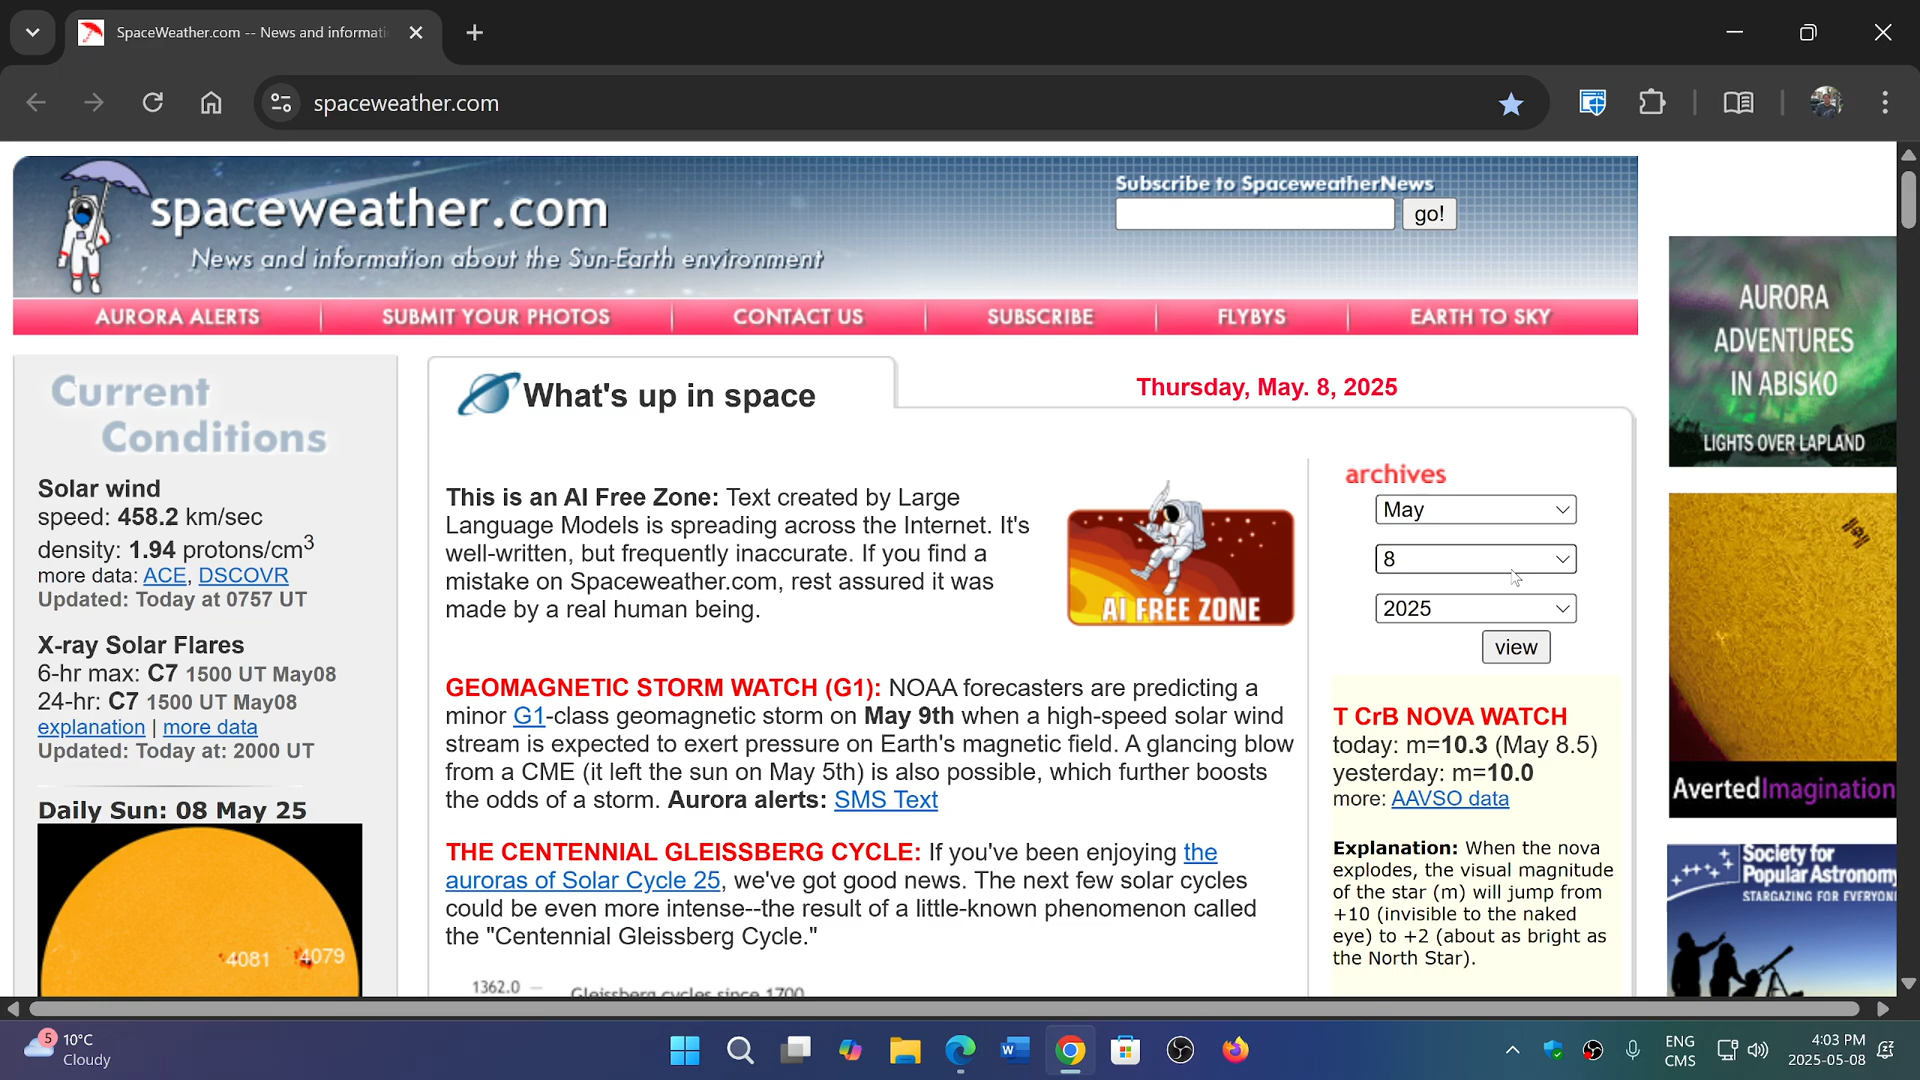 SpaceWeather.com -- News and informati
spaceweather.com
spaceweather.com
News and information about the Sun-Earth environment
Subscribe to SpaceweatherNews
go!
AURORA ALERTS
SUBMIT YOUR PHOTOS
CONTACT US
SUBSCRIBE
FLYBYS
EARTH TO SKY
Current
Conditions
Solar wind
speed: 458.2 km/sec
density: 1.94 protons/cm3
more data: ACE, DSCOVR
Updated: Today at 0757 UT
X-ray Solar Flares
6-hr max: C7 1500 UT May08
24-hr: C7 1500 UT May08
explanation | more data
Updated: Today at: 2000 UT
Daily Sun: 08 May 25
4081
4079
What's up in space
Thursday, May. 8, 2025
This is an AI Free Zone: Text created by Large
Language Models is spreading across the Internet. It's
well-written, but frequently inaccurate. If you find a
mistake on Spaceweather.com, rest assured it was
made by a real human being.
AI FREE ZONE
GEOMAGNETIC STORM WATCH (G1): NOAA forecasters are predicting a
minor G1-class geomagnetic storm on May 9th when a high-speed solar wind
stream is expected to exert pressure on Earth's magnetic field. A glancing blow
from a CME (it left the sun on May 5th) is also possible, which further boosts
the odds of a storm. Aurora alerts: SMS Text
THE CENTENNIAL GLEISSBERG CYCLE: If you've been enjoying the
auroras of Solar Cycle 25, we've got good news. The next few solar cycles
could be even more intense--the result of a little-known phenomenon called
the "Centennial Gleissberg Cycle."
1362.0
Gleissberg cycles since 1700
archives
May
8
2025
view
T CrB NOVA WATCH
today: m=10.3 (May 8.5)
yesterday: m=10.0
more: AAVSO data
Explanation: When the nova
explodes, the visual magnitude
of the star (m) will jump from
+10 (invisible to the naked
eye) to +2 (about as bright as
the North Star).
AURORA
ADVENTURES
IN ABISKO
LIGHTS OVER LAPLAND
AvertedImagination
Society for
Popular Astronomy
STARGAZING FOR EVERYON
5
10°C
Cloudy
ENG
CMS
4:03 PM
2025-05-08